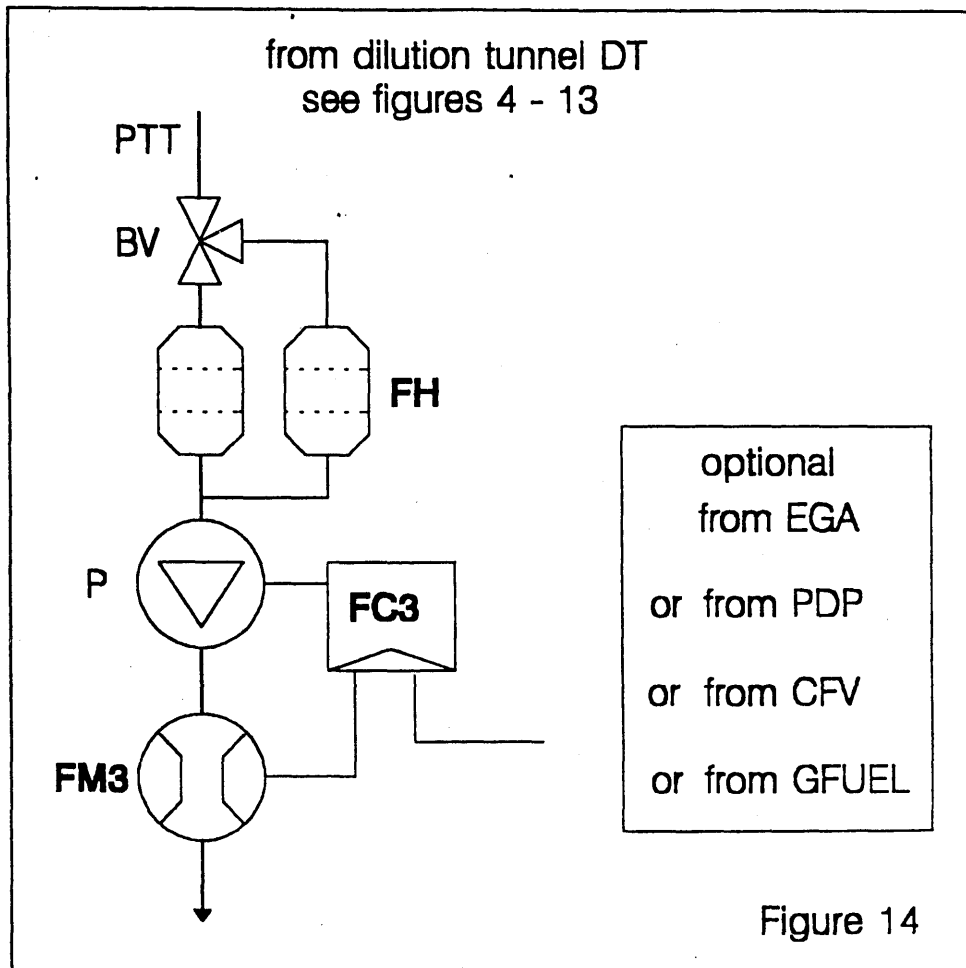 from dilution tunnel DT
see figures 4 - 13
PTT
BV
FH
P
FC3
FM3
optional
from EGA
or from PDP
or from CFV
or from GFUEL
Figure 14